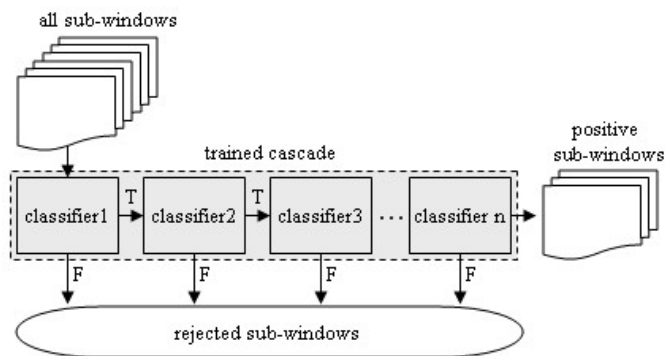 all sub-windows
positive
sub-windows
trained cascade
classifier1
T
classifier2
T
classifier3
...
classifier n
F
F
F
F
rejected sub-windows